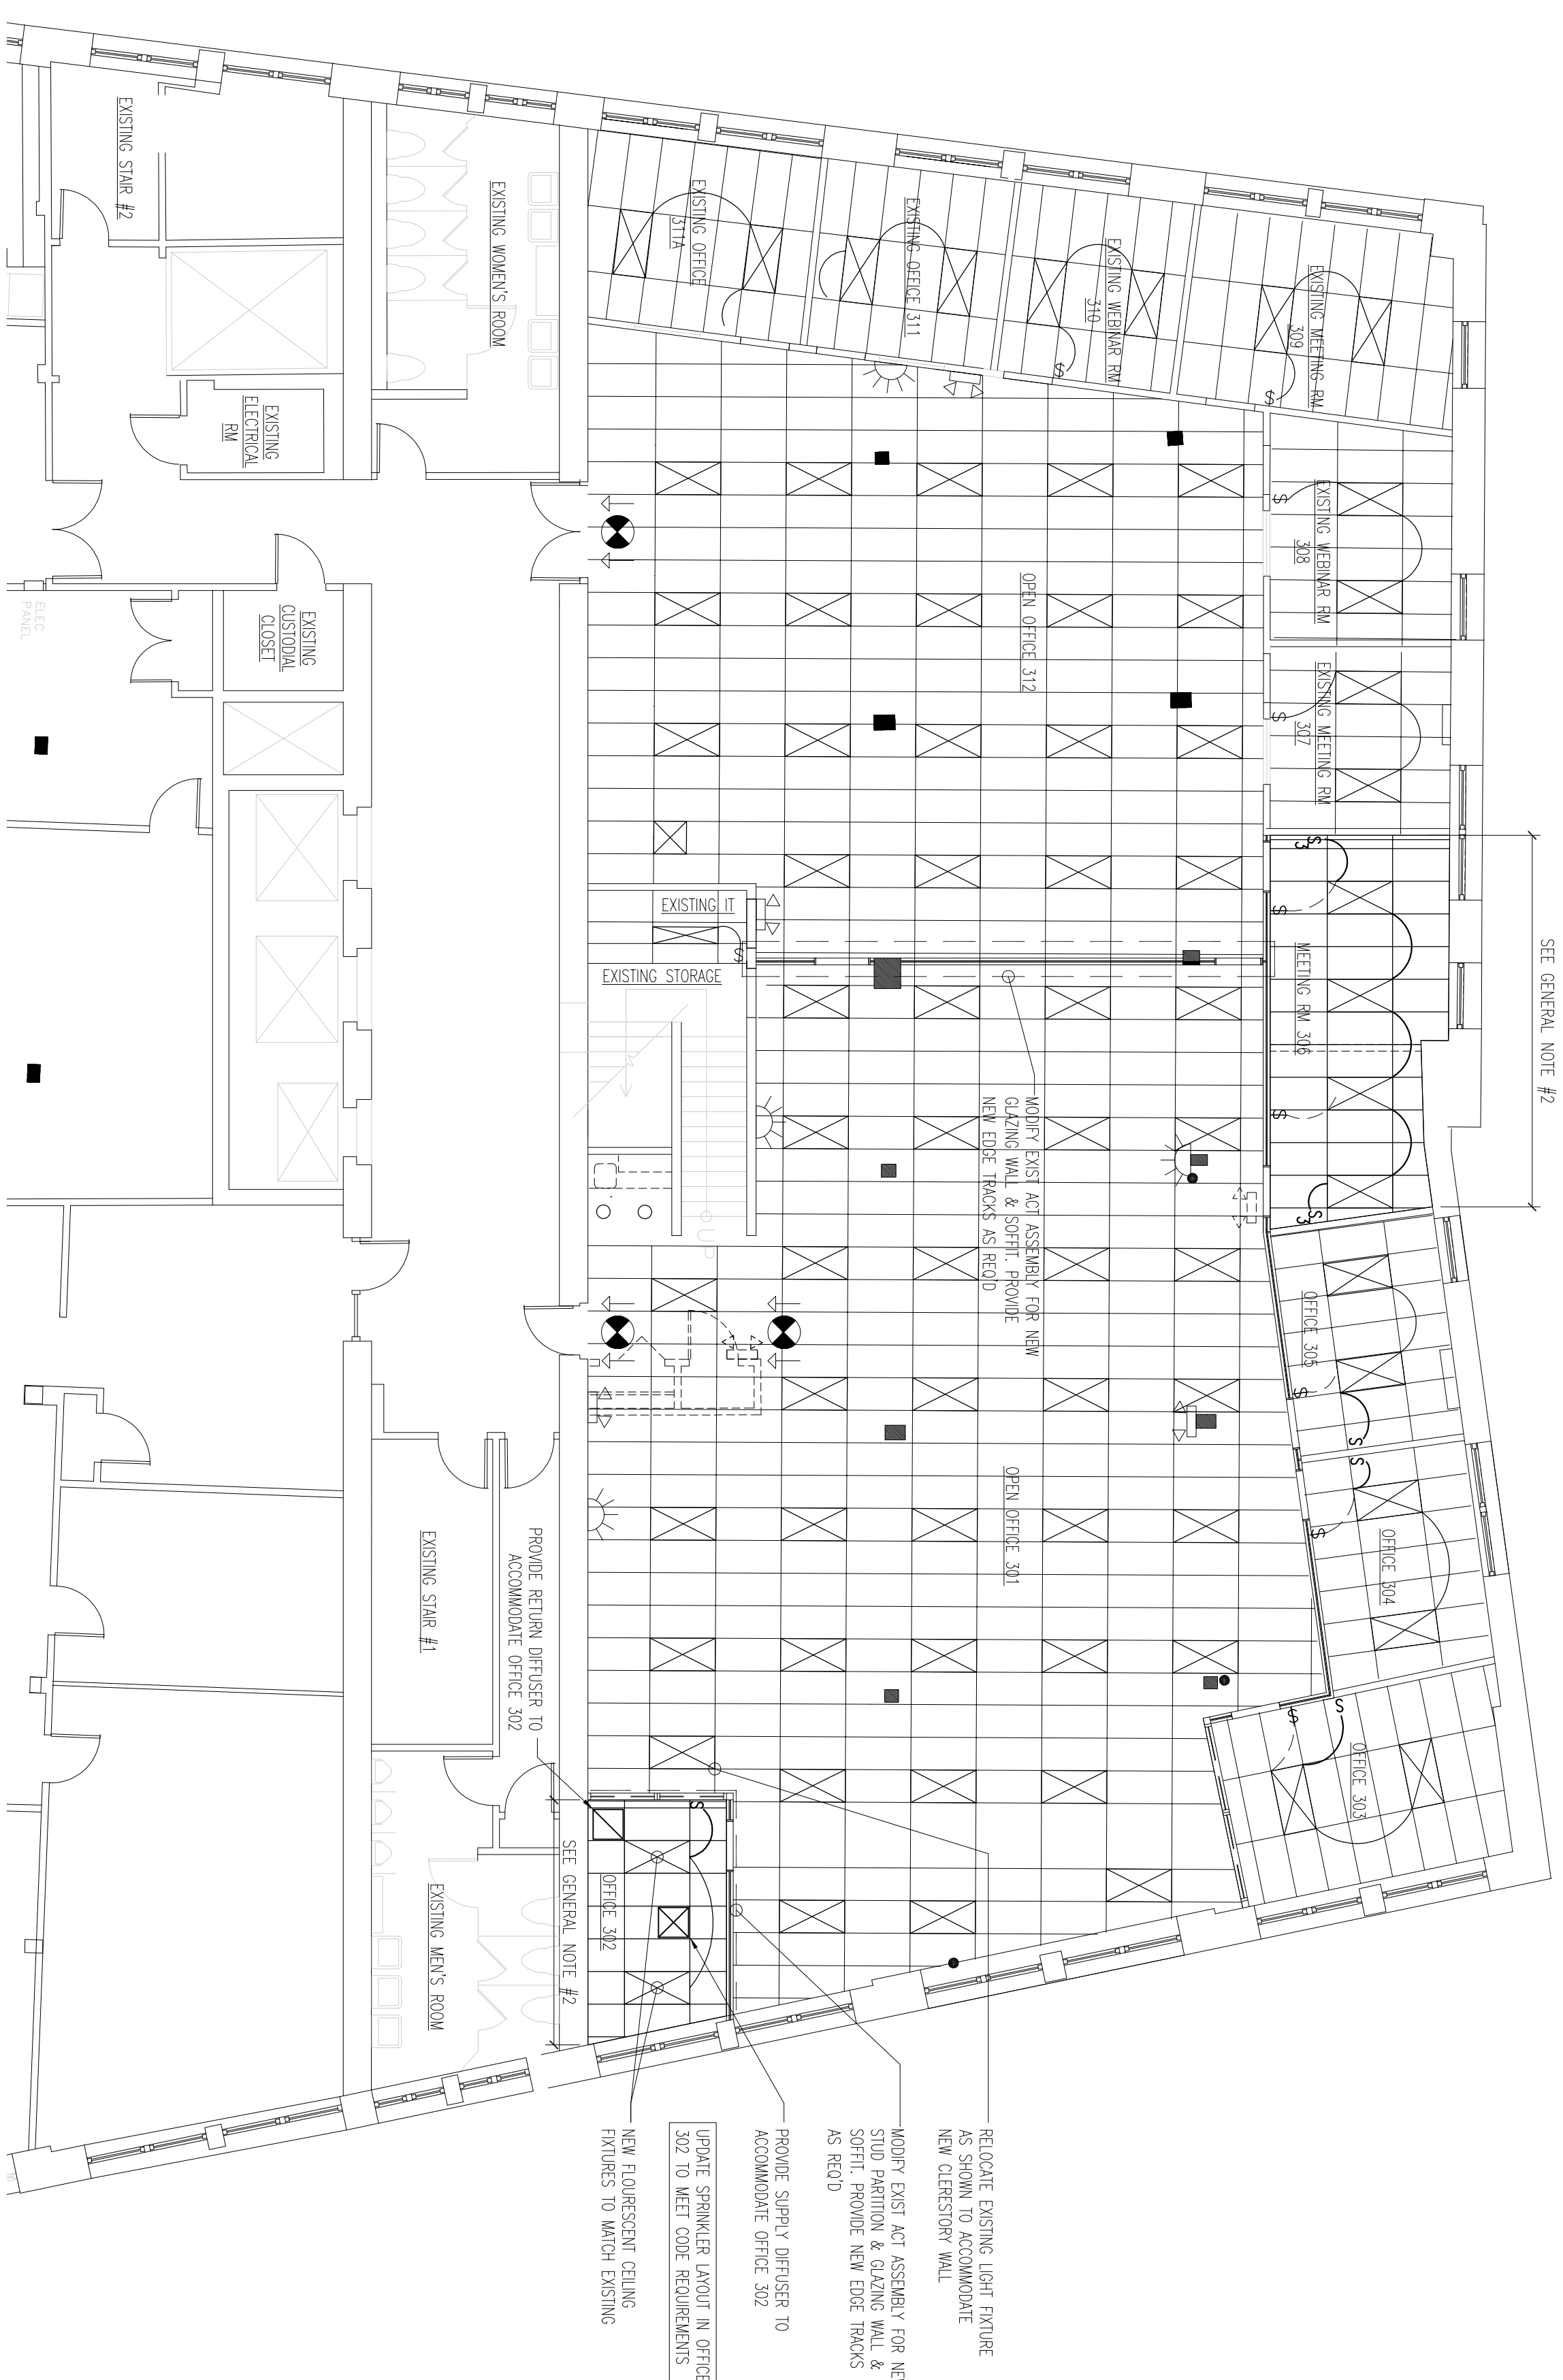 SEE GENERAL NOTE #2
EXISTING MEETING RM
309
EXISTING WEBINAR RM
310
EXISTING OFFICE 311
EXISTING OFFICE
311A
EXISTING WOMEN'S ROOM
EXISTING STAIR #2
EXISTING
ELECTRICAL
RM
EXISTING WEBINAR RM
308
EXISTING MEETING RM
307
OPEN OFFICE 312
EXISTING
CUSTODIAL
CLOSET
ELEC
PANEL
MEETING RM 306
EXISTING IT
EXISTING STORAGE
UP
MODIFY EXIST ACT ASSEMBLY FOR NEW
GLAZING WALL & SOFFIT. PROVIDE
NEW EDGE TRACKS AS REQ'D
OFFICE 305
OFFICE 304
OFFICE 303
OPEN OFFICE 301
PROVIDE RETURN DIFFUSER TO
ACCOMMODATE OFFICE 302
EXISTING STAIR #1
OFFICE 302
SEE GENERAL NOTE #2
EXISTING MEN'S ROOM
RELOCATE EXISTING LIGHT FIXTURE
AS SHOWN TO ACCOMMODATE
NEW CLERESTORY WALL
MODIFY EXIST ACT ASSEMBLY FOR NEW
STUD PARTITION & GLAZING WALL &
SOFFIT. PROVIDE NEW EDGE TRACKS
AS REQ'D
PROVIDE SUPPLY DIFFUSER TO
ACCOMMODATE OFFICE 302
UPDATE SPRINKLER LAYOUT IN OFFICE
302 TO MEET CODE REQUIREMENTS
NEW FLOURESCENT CEILING
FIXTURES TO MATCH EXISTING
S
S
S
S
S3
S
S
S3
S
S
S
S
S
S
S
S